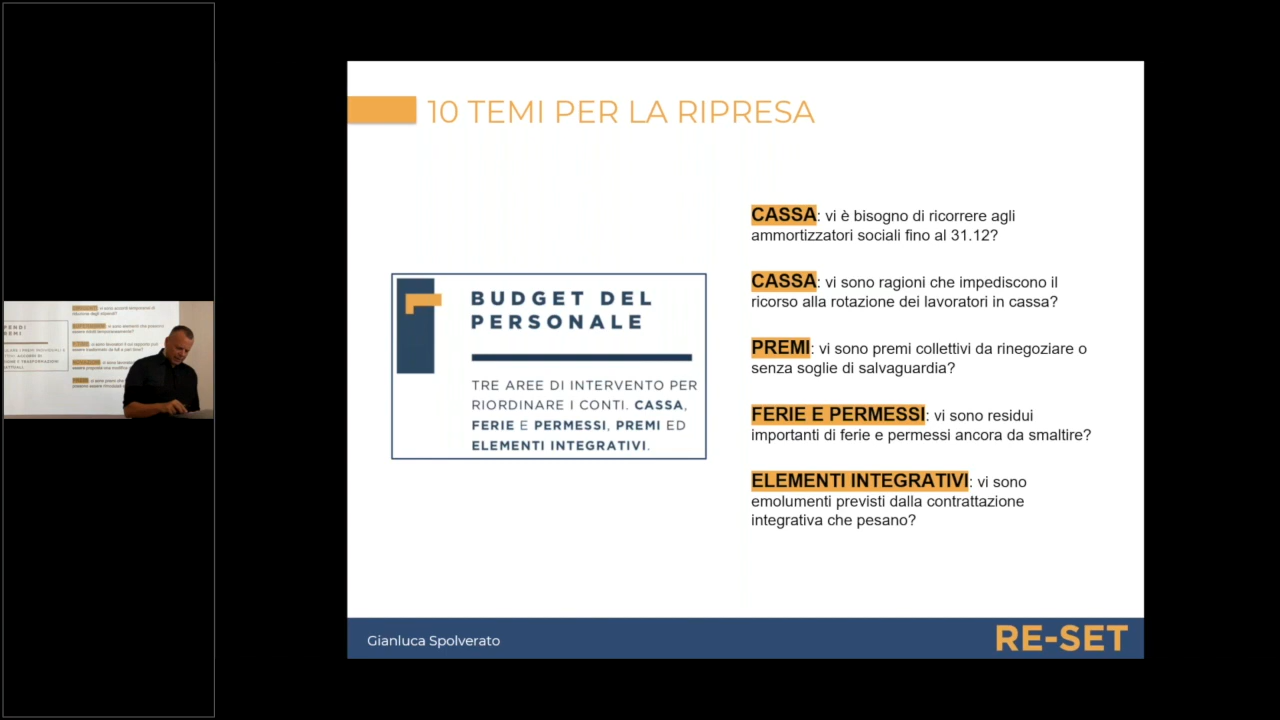 10 TEMI PER LA RIPRESA
BUDGET DEL
PERSONALE
TRE AREE DI INTERVENTO PER
RIORDINARE I CONTI. CASSA,
FERIE E PERMESSI, PREMI ED
ELEMENTI INTEGRATIVI.
CASSA: vi è bisogno di ricorrere agli
ammortizzatori sociali fino al 31.12?
CASSA: vi sono ragioni che impediscono il
ricorso alla rotazione dei lavoratori in cassa?
PREMI: vi sono premi collettivi da rinegoziare o
senza soglie di salvaguardia?
FERIE E PERMESSI: vi sono residui
importanti di ferie e permessi ancora da smaltire?
ELEMENTI INTEGRATIVI: vi sono
emolumenti previsti dalla contrattazione
integrativa che pesano?
Gianluca Spolverato
RE-SET